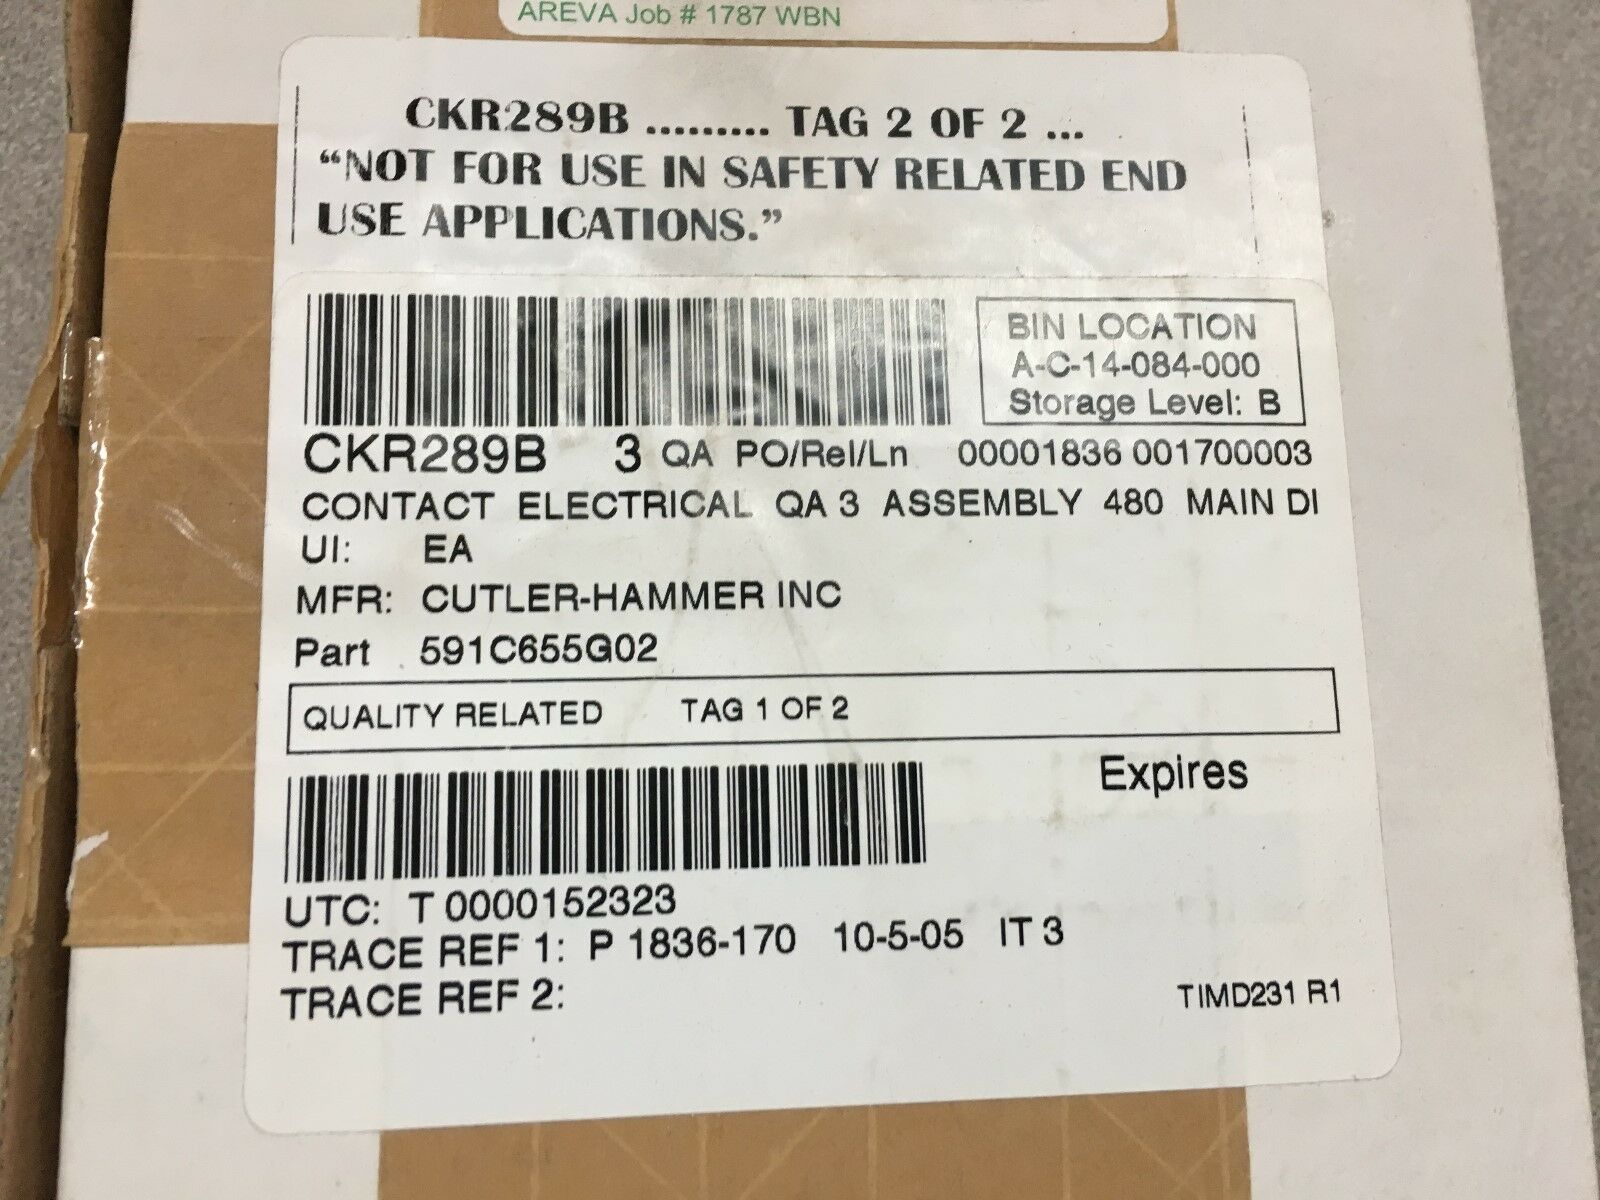 AREVA Job # 1787 WBN
CKR289B ......... TAG 2 OF 2 ...
“NOT FOR USE IN SAFETY RELATED END
USE APPLICATIONS.”
BIN LOCATION
A-C-14-084-000
Storage Level: B
CKR289B 3 QA PO/Rel/Ln 00001836 001700003
CONTACT ELECTRICAL QA 3 ASSEMBLY 480 MAIN DI
UI: EA
MFR: CUTLER-HAMMER INC
Part 591C655G02
QUALITY RELATED TAG 1 OF 2
Expires
UTC: T 0000152323
TRACE REF 1: P 1836-170 10-5-05 IT 3
TRACE REF 2:
TIMD231 R1